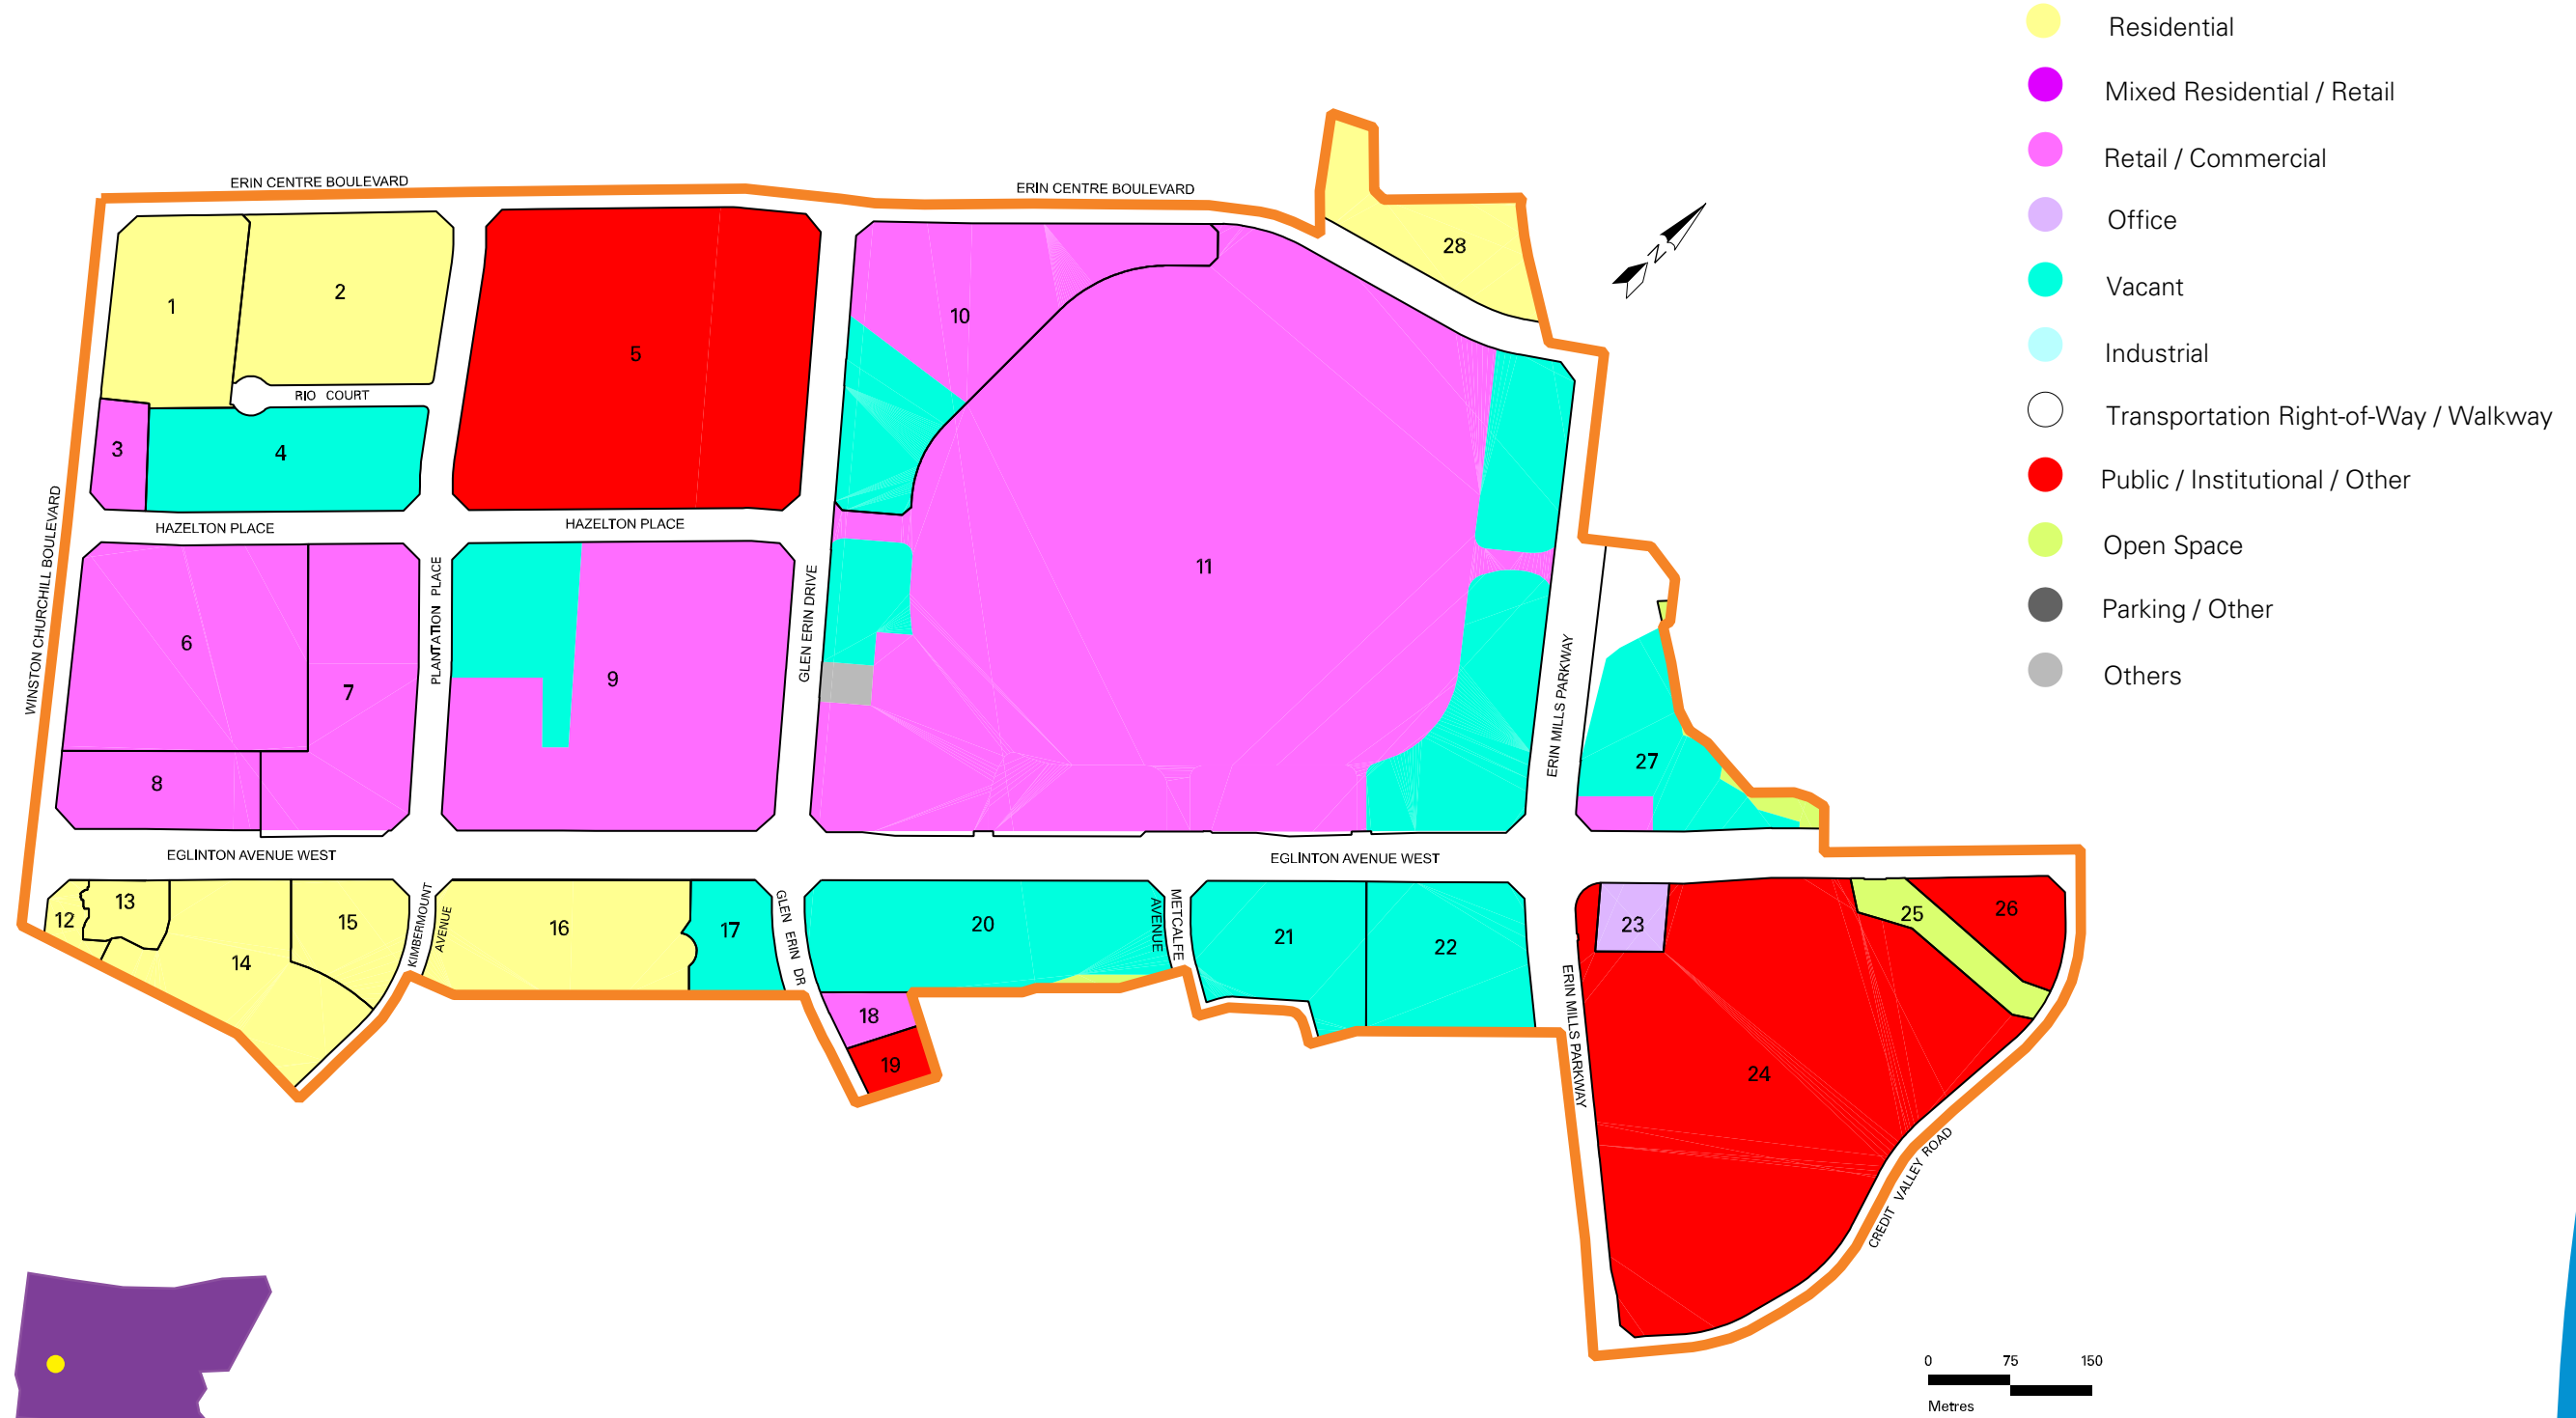 Residential
Mixed Residential / Retail
Retail / Commercial
Office
Vacant
Industrial
Transportation Right-of-Way / Walkway
Public / Institutional / Other
Open Space
Parking / Other
Others
ERIN CENTRE BOULEVARD
ERIN CENTRE BOULEVARD
28
N
1
2
5
10
RIO COURT
3
4
11
WINSTON CHURCHILL BOULEVARD
HAZELTON PLACE
HAZELTON PLACE
PLANTATION PLACE
GLEN ERIN DRIVE
ERIN MILLS PARKWAY
6
7
9
8
27
EGLINTON AVENUE WEST
EGLINTON AVENUE WEST
12
13
14
15
KIMBERMOUNT
AVENUE
16
17
GLEN ERIN DR
20
AVENUE
METCALFE
21
22
23
25
26
18
19
ERIN MILLS PARKWAY
24
CREDIT VALLEY ROAD
0 75 150
Metres